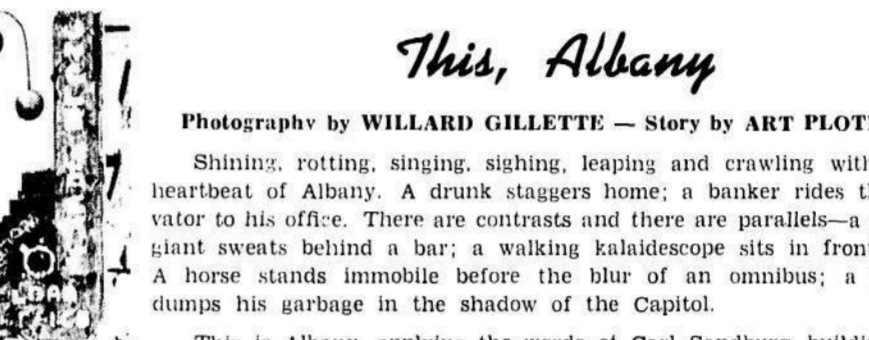 This, Albany
Photography by WILLARD GILLETTE — Story by ART
Shining, rotting, singing, sighing, leaping and crawling
heartbeat of Albany. A drunk staggers home; a banker rides
vator to his office. There are contrasts and there are parallels—a
giant sweats behind a bar; a walking kalaidescope sits in
A horse stands immobile before the blur of an omnibus; a
dumps his garbage in the shadow of the Capitol.